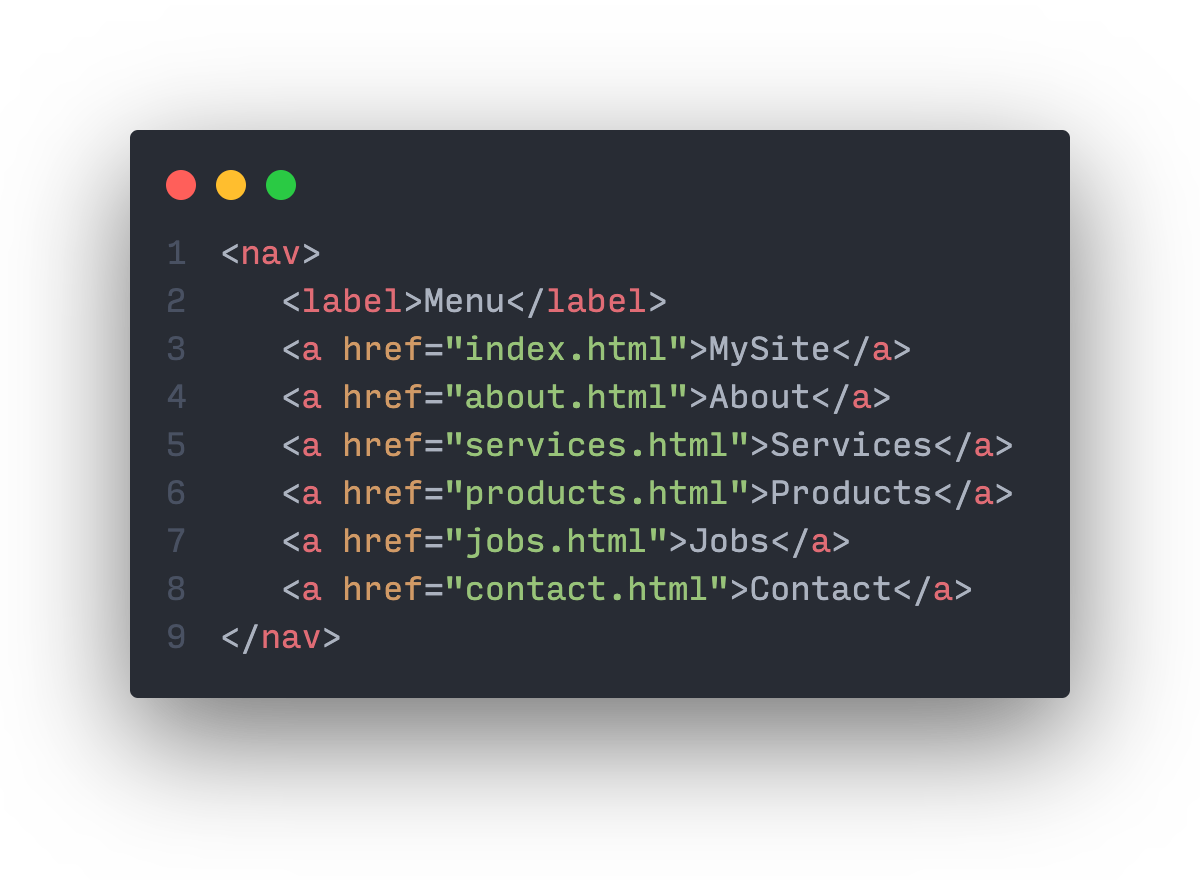 1 <nav>
2    <label>Menu</label>
3    <a href="index.html">MySite</a>
4    <a href="about.html">About</a>
5    <a href="services.html">Services</a>
6    <a href="products.html">Products</a>
7    <a href="jobs.html">Jobs</a>
8    <a href="contact.html">Contact</a>
9 </nav>